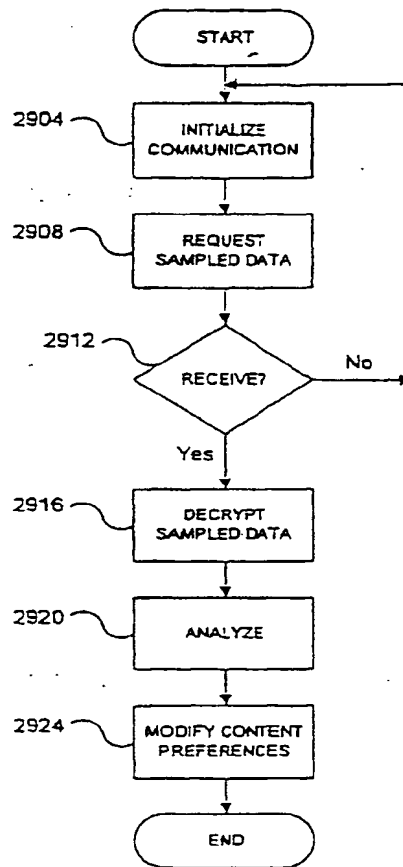 START
2904
INITIALIZE
COMMUNICATION
2908
REQUEST
SAMPLED DATA
2912
RECEIVE?
No
Yes
2916
DECRYPT
SAMPLED DATA
2920
ANALYZE
2924
MODIFY CONTENT
PREFERENCES
END